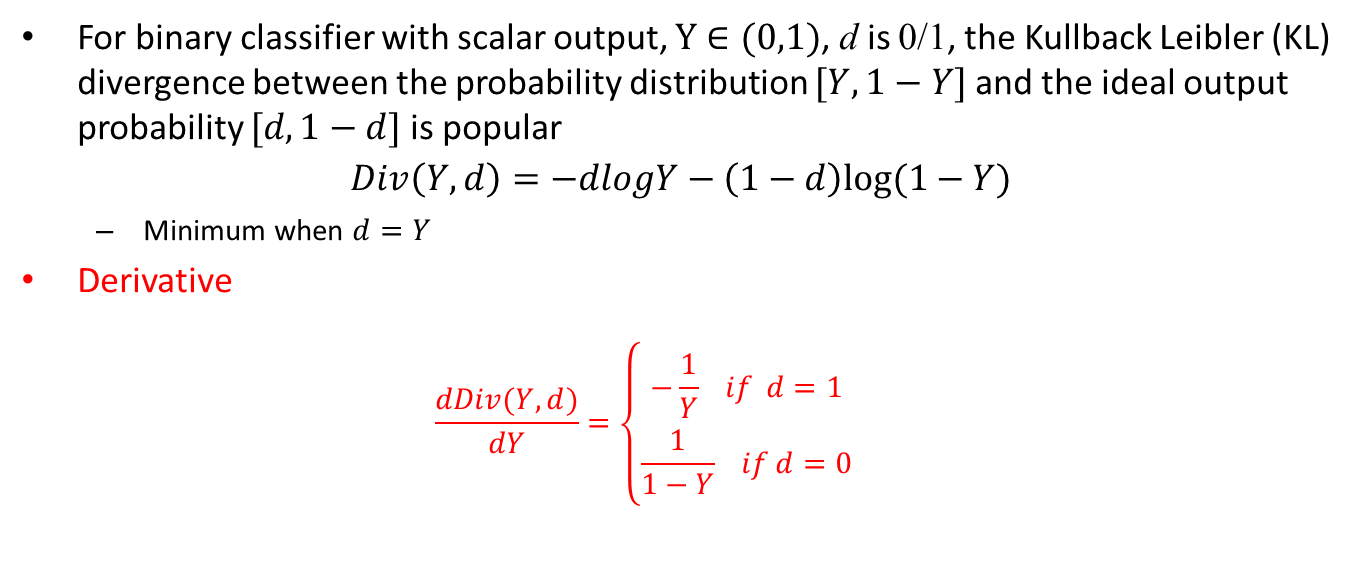 • For binary classifier with scalar output, Y ∈ (0,1), d is 0/1, the Kullback Leibler (KL)
divergence between the probability distribution [Y, 1 − Y] and the ideal output
probability [d, 1 − d] is popular
Div(Y, d) = −dlogY − (1 − d)log(1 − Y)
– Minimum when d = Y
• Derivative
dDiv(Y, d)/dY = { −1/Y if d = 1
1/(1 − Y) if d = 0